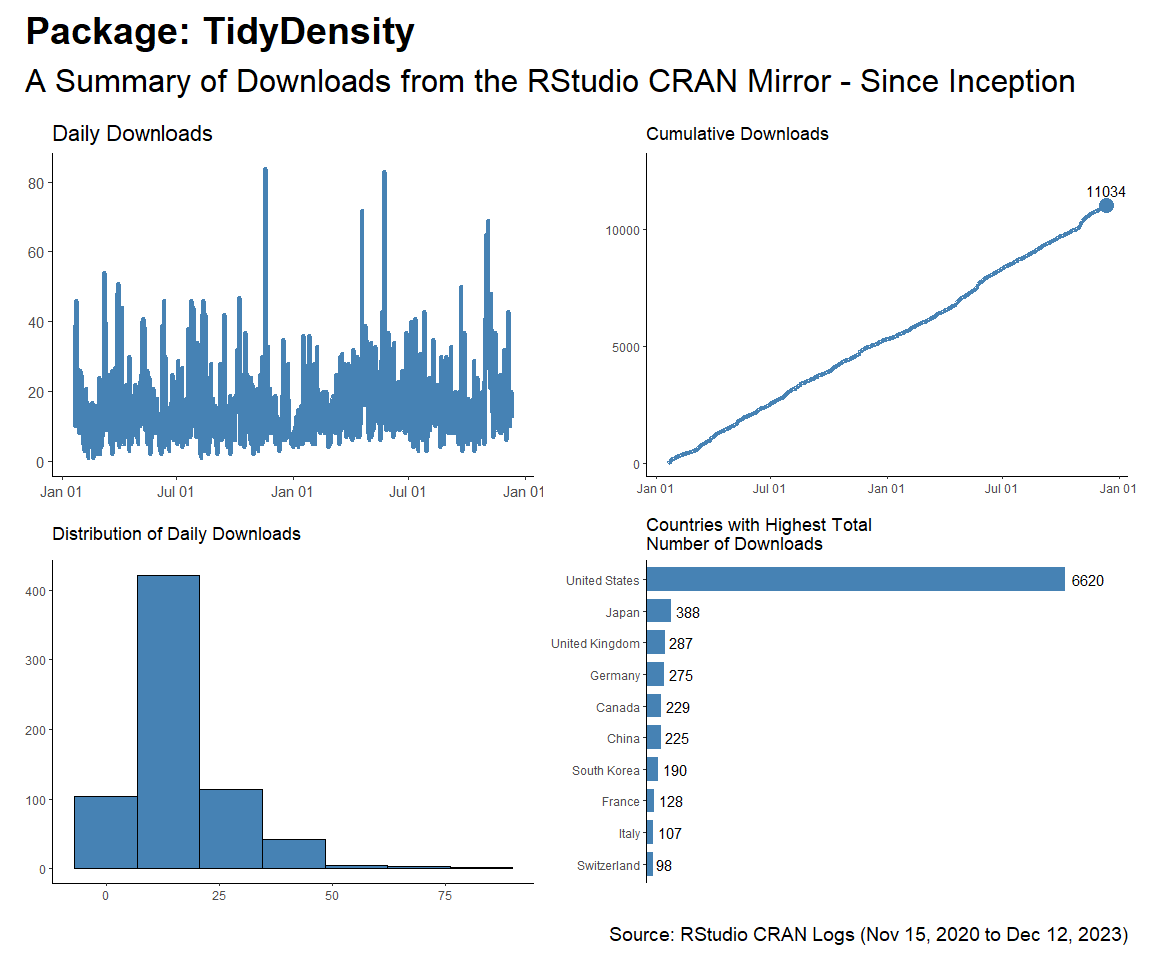 Package: TidyDensity
A Summary of Downloads from the RStudio CRAN Mirror - Since Inception
Daily Downloads
80
60
40
20
0
Jan 01
Jul 01
Jan 01
Jul 01
Jan 01
Cumulative Downloads
11034
10000
5000
0
Jan 01
Jul 01
Jan 01
Jul 01
Jan 01
Distribution of Daily Downloads
400
300
200
100
0
0
25
50
75
Countries with Highest Total
Number of Downloads
United States 6620
Japan 388
United Kingdom 287
Germany 275
Canada 229
China 225
South Korea 190
France 128
Italy 107
Switzerland 98
Source: RStudio CRAN Logs (Nov 15, 2020 to Dec 12, 2023)